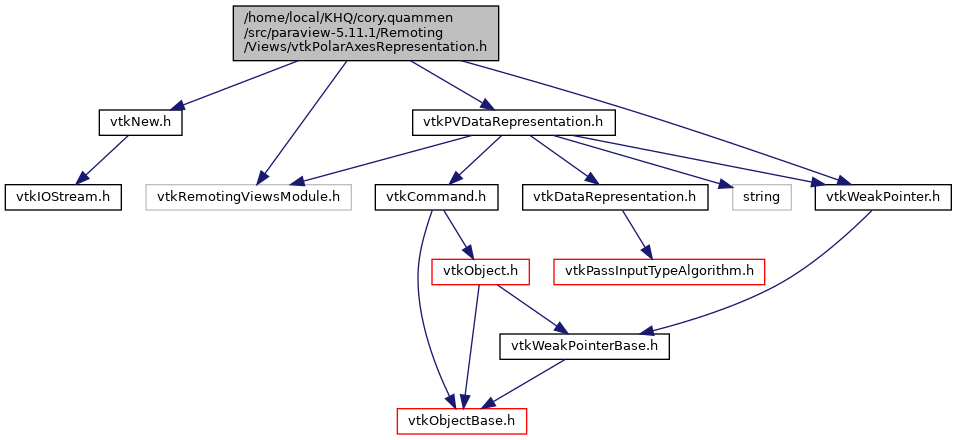 /home/local/KHQ/cory.quammen
/src/paraview-5.11.1/Remoting
/Views/vtkPolarAxesRepresentation.h
vtkNew.h
vtkPVDataRepresentation.h
vtkIOStream.h
vtkRemotingViewsModule.h
vtkCommand.h
vtkDataRepresentation.h
string
vtkWeakPointer.h
vtkObject.h
vtkPassInputTypeAlgorithm.h
vtkWeakPointerBase.h
vtkObjectBase.h